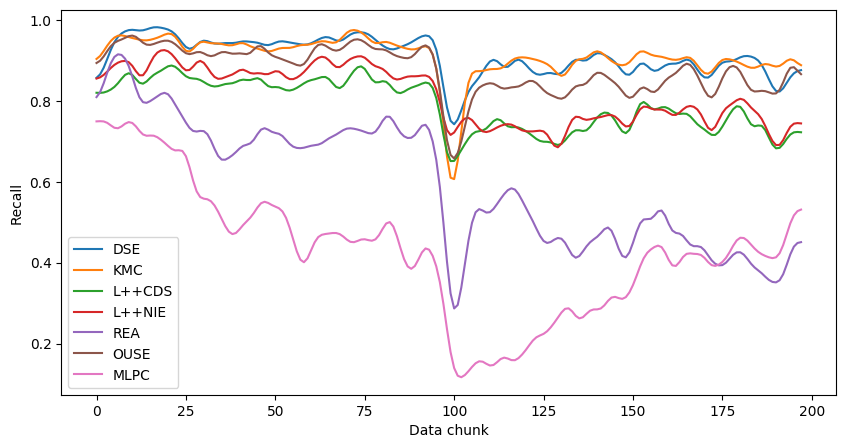 1.0
0.8
0.6
0.4
0.2
Recall
DSE
KMC
L++CDS
L++NIE
REA
OUSE
MLPC
0 25 50 75 100 125 150 175 200
Data chunk